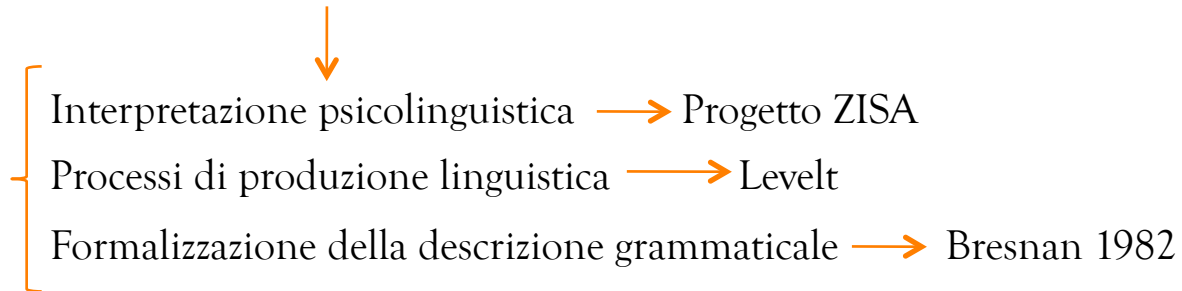 Interpretazione psicolinguistica → Progetto ZISA
Processi di produzione linguistica → Levelt
Formalizzazione della descrizione grammaticale → Bresnan 1982